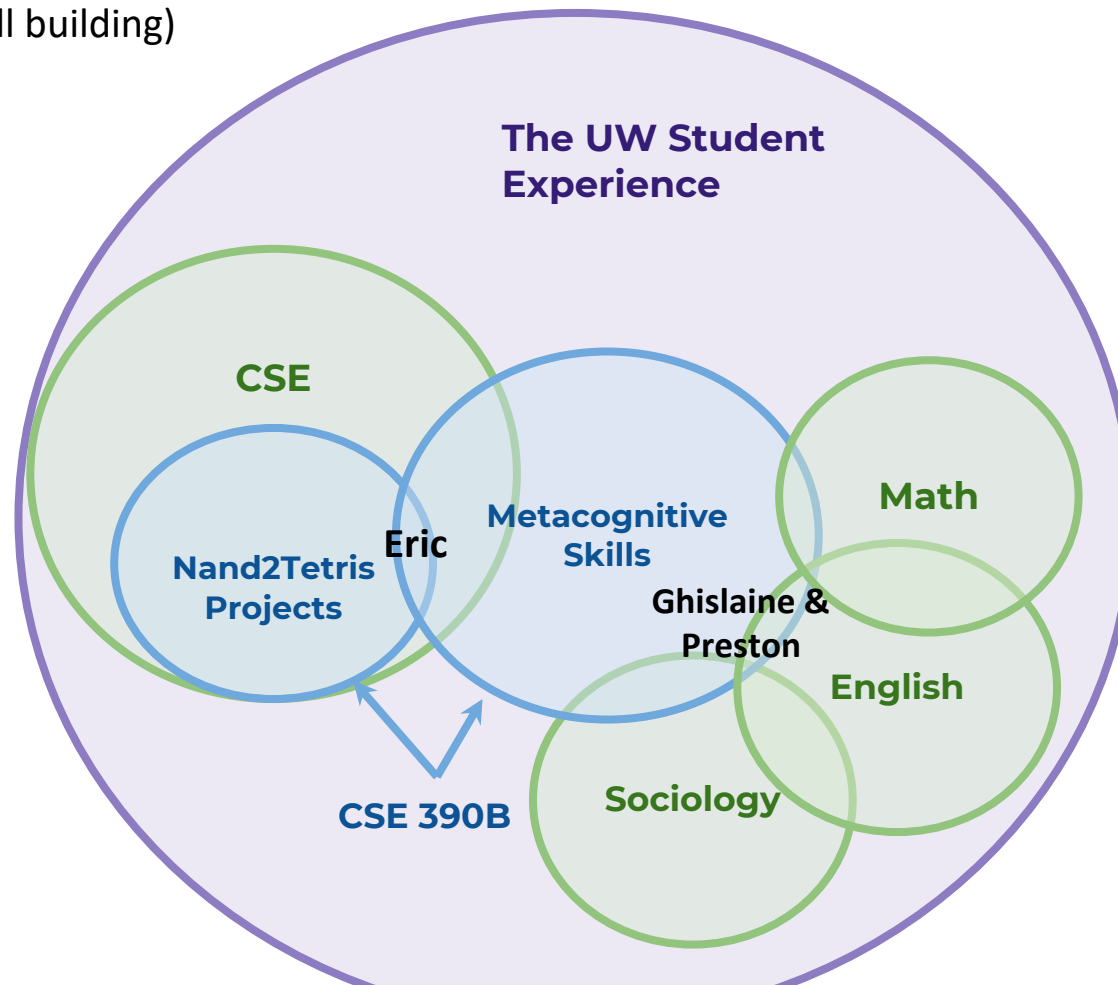 ll building)
The UW Student
Experience
CSE
Math
Metacognitive
Skills
Eric
Nand2Tetris
Projects
Ghislaine &
Preston
English
Sociology
CSE 390B